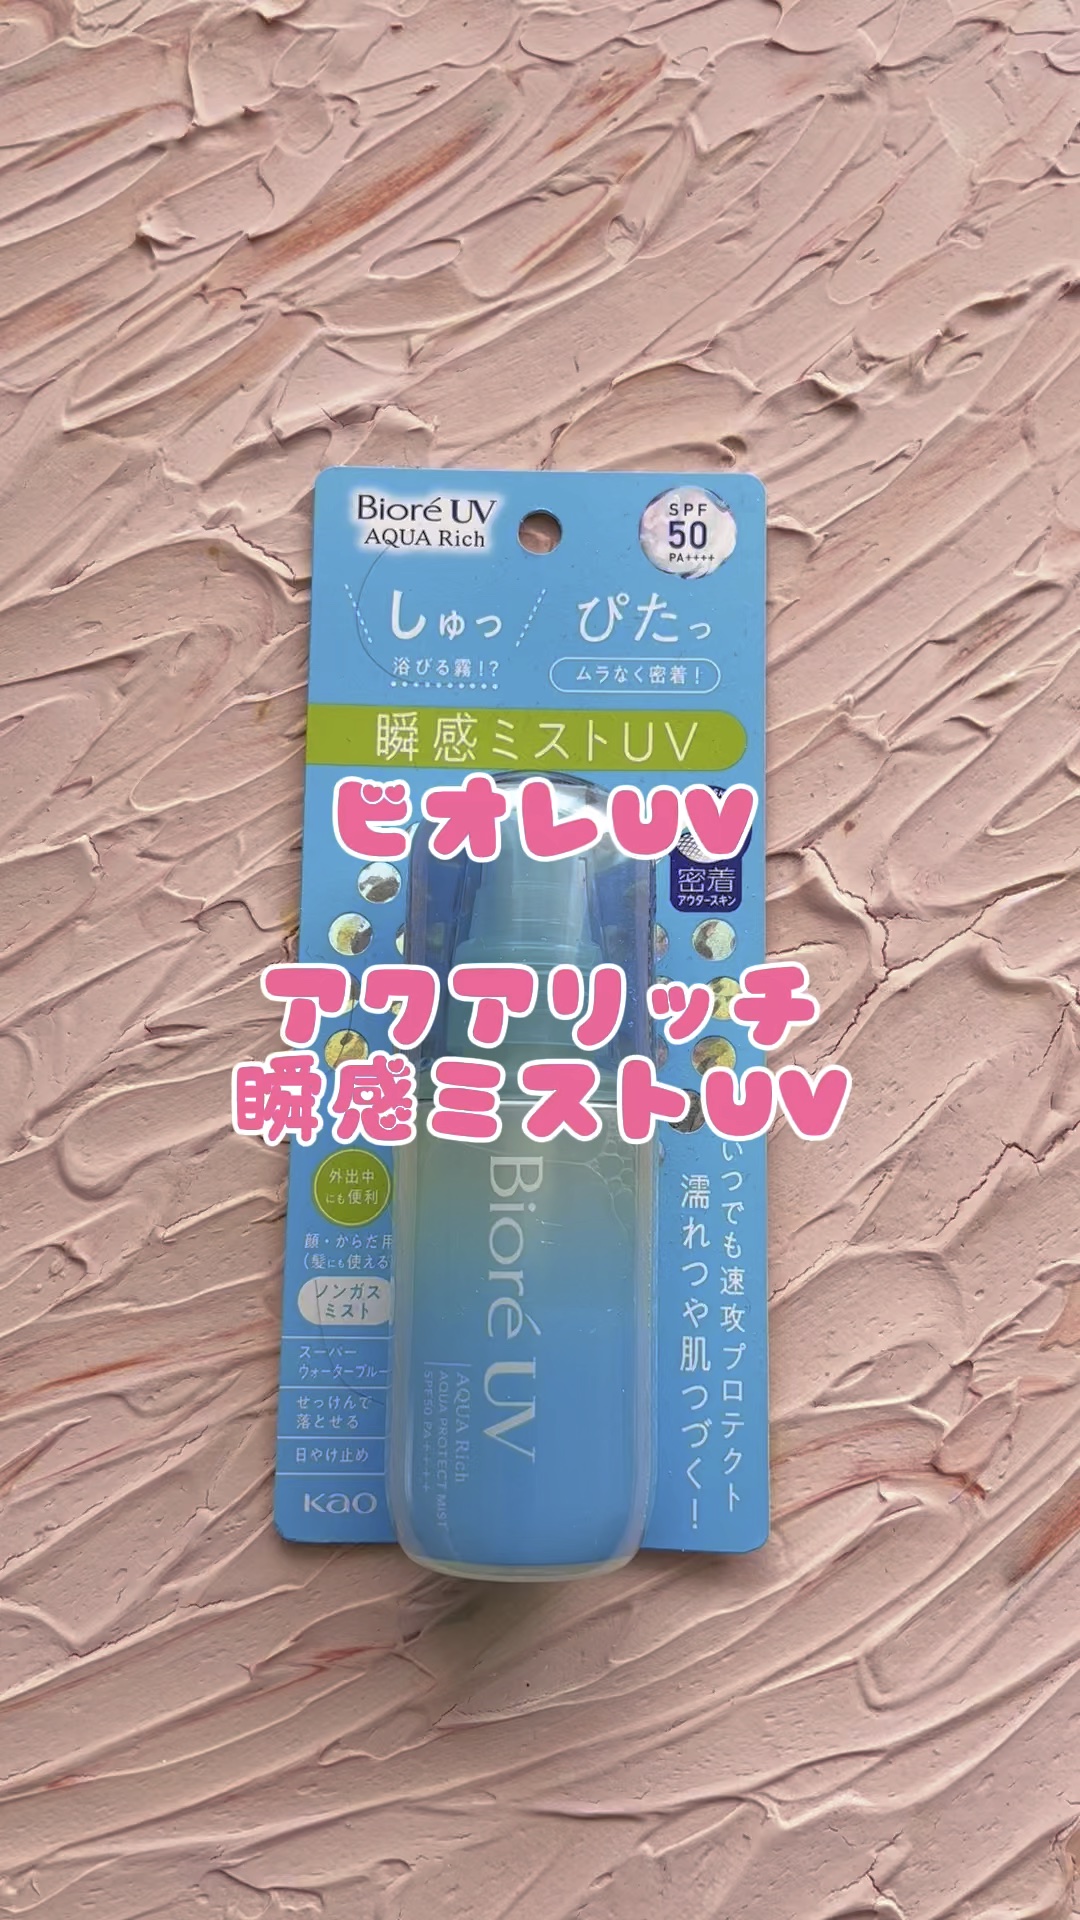 Bioré UV
AQUA Rich
SPF
50
PA++++
しゅっ
浴びる霧!?
ぴたっ
ムラなく密着!
瞬感ミストUV
ビオレUV
密着
アウタースキン
アクアリッチ
瞬感ミストUV
外出中
にも便利
顔・からだ用
(髪にも使える)
ノンガス
ミスト
スーパー
ウォーターブルー
せっけんで
落とせる
日やけ止め
Kao
Bioré UV
AQUA Rich
AQUA PROTECT MIST
SPF50 PA++++
いつでも速攻プロテクト
濡れつや肌つづく!